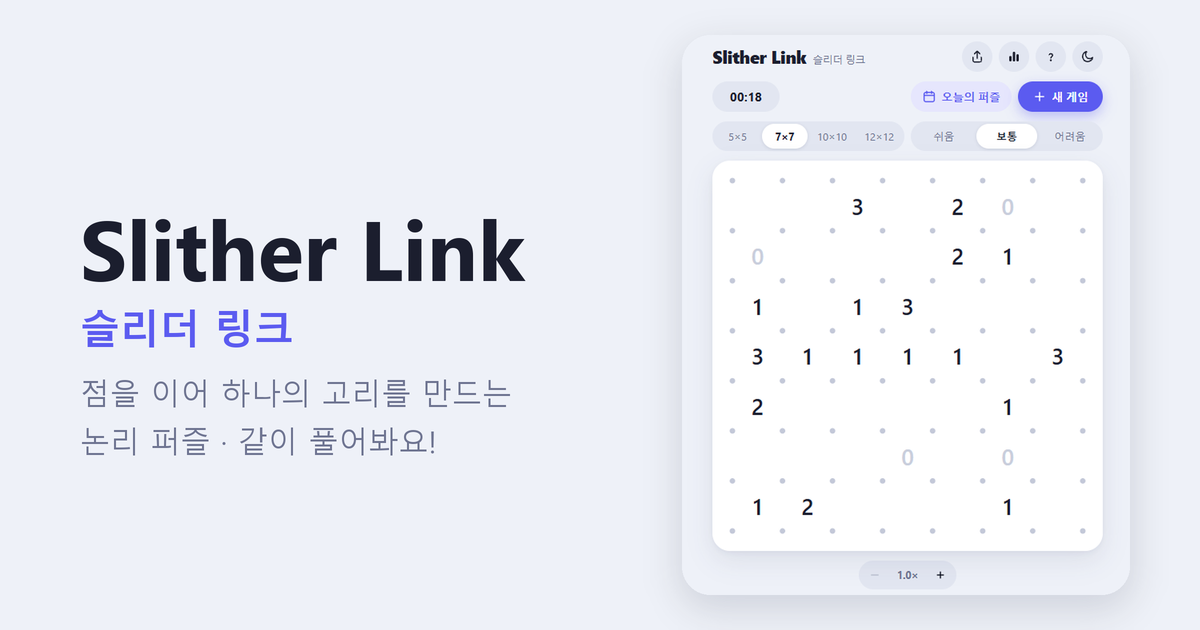 Slither Link
슬리더 링크
점을 이어 하나의 고리를 만드는
논리 퍼즐 · 같이 풀어봐요!
Slither Link 슬리더 링크 ?
00:18 오늘의 퍼즐 + 새 게임
5×5 7×7 10×10 12×12 쉬움 보통 어려움
3 2 0
0 2 1
1 1 3
3 1 1 1 1 3
2 1
0 0
1 2 1
− 1.0× +